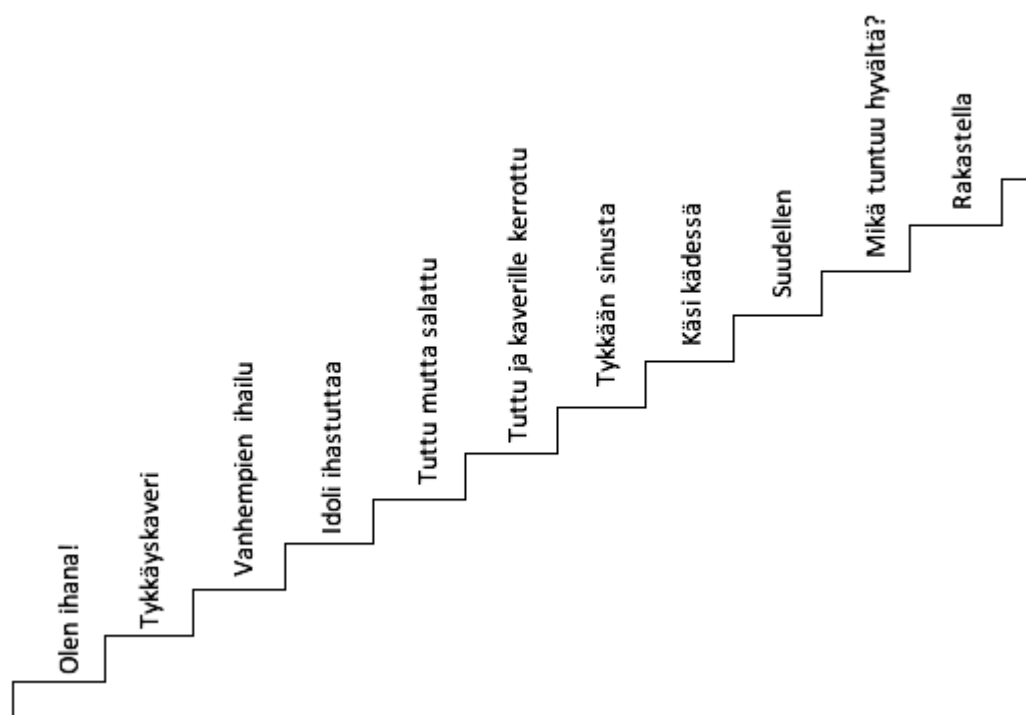 Olen ihana!
Tykkäyskaveri
Vanhempien ihailu
Idoli ihastuttaa
Tuttu mutta salattu
Tuttu ja kaverille kerrottu
Tykkään sinusta
Käsi kädessä
Suudellen
Mikä tuntuu hyvältä?
Rakastella